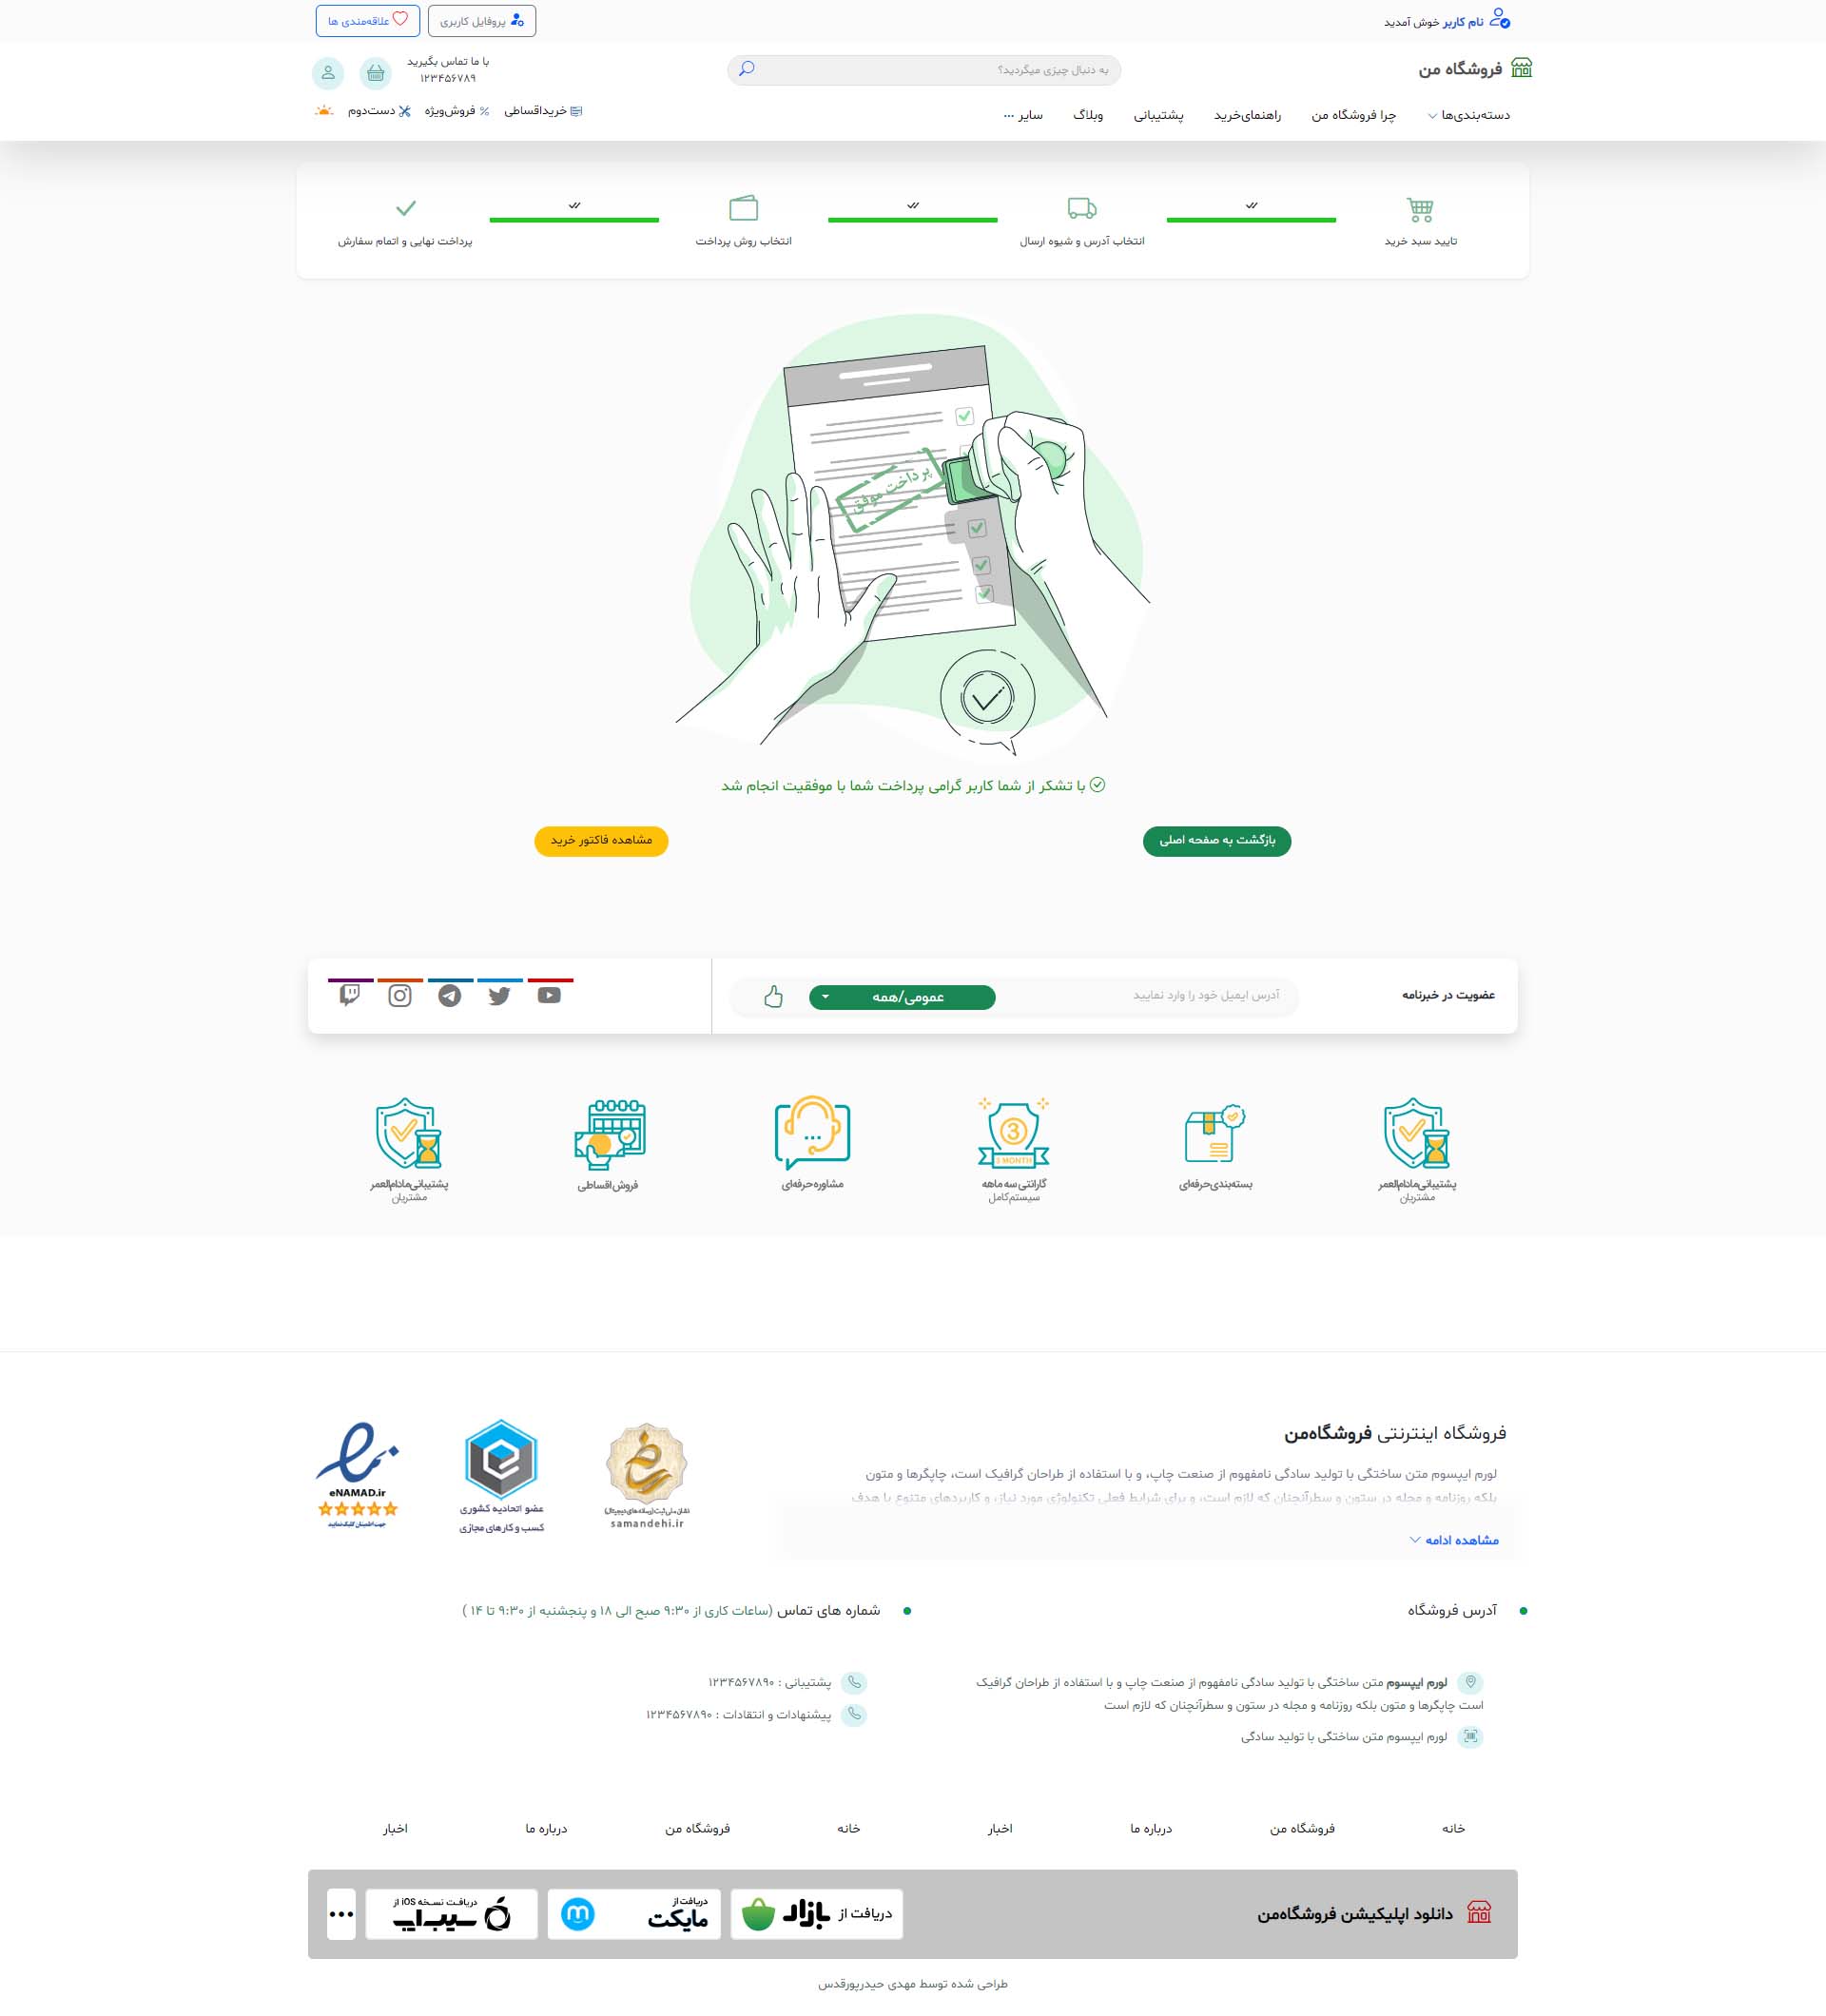 نام کاربر خوش آمدید
پروفایل کاربری
علاقه‌مندی ها
فروشگاه من
به دنبال چیزی میگردید؟
با ما تماس بگیرید
۱۲۳۴۵۶۷۸۹
دسته‌بندی‌ها
چرا فروشگاه من
راهنمای‌خرید
پشتیبانی
وبلاگ
سایر ...
خریداقساطی
فروش‌ویژه
دست‌دوم
تایید سبد خرید
انتخاب آدرس و شیوه ارسال
انتخاب روش پرداخت
پرداخت نهایی و اتمام سفارش
پرداخت موفق
با تشکر از شما کاربر گرامی پرداخت شما با موفقیت انجام شد
بازگشت به صفحه اصلی
مشاهده فاکتور خرید
عضویت در خبرنامه
آدرس ایمیل خود را وارد نمایید
عمومی/همه
پشتیبانی‌مادام‌العمر
مشتریان
بسته‌بندی‌حرفه‌ای
3
3 MONTH
گارانتی سه ماهه
سیستم‌کامل
مشاوره‌حرفه‌ای
فروش‌اقساطی
پشتیبانی‌مادام‌العمر
مشتریان
فروشگاه اینترنتی فروشگاه‌من
لورم ایپسوم متن ساختگی با تولید سادگی نامفهوم از صنعت چاپ، و با استفاده از طراحان گرافیک است، چاپگرها و متون
بلکه روزنامه و مجله در ستون و سطرآنچنان که لازم است، و برای شرایط فعلی تکنولوژی مورد نیاز، و کاربردهای متنوع با هدف
مشاهده ادامه
samandehi.ir
عضو اتحادیه کشوری
کسب و کارهای مجازی
eNAMAD.ir
جهت اطمینان کلیک نمایید
آدرس فروشگاه
شماره های تماس (ساعات کاری از ۹:۳۰ صبح الی ۱۸ و پنجشنبه از ۹:۳۰ تا ۱۴ )
لورم ایپسوم متن ساختگی با تولید سادگی نامفهوم از صنعت چاپ و با استفاده از طراحان گرافیک
است چاپگرها و متون بلکه روزنامه و مجله در ستون و سطرآنچنان که لازم است
لورم ایپسوم متن ساختگی با تولید سادگی
پشتیبانی : ۱۲۳۴۵۶۷۸۹۰
پیشنهادات و انتقادات : ۱۲۳۴۵۶۷۸۹۰
خانه
فروشگاه من
درباره ما
اخبار
خانه
فروشگاه من
درباره ما
اخبار
دانلود اپلیکیشن فروشگاه‌من
دریافت از بازار
دریافت از
مایکت
دریافت نسخه iOS از
سیب‌اپ
طراحی شده توسط مهدی حیدرپورقدس